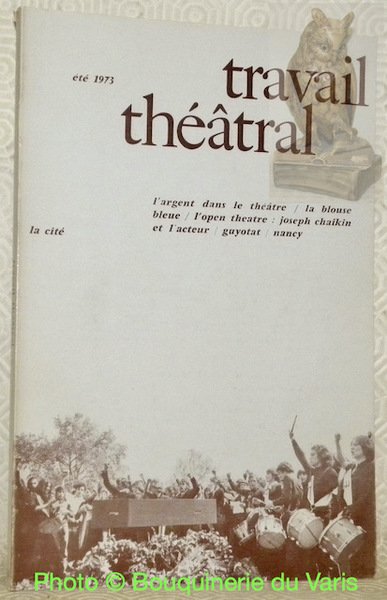 été 1973
travail
théâtral
l'argent dans le théâtre / la blouse
bleue / l'open theatre : joseph chaikin
et l'acteur / guyotat / nancy
la cité
Photo © Bouquinerie du Varis